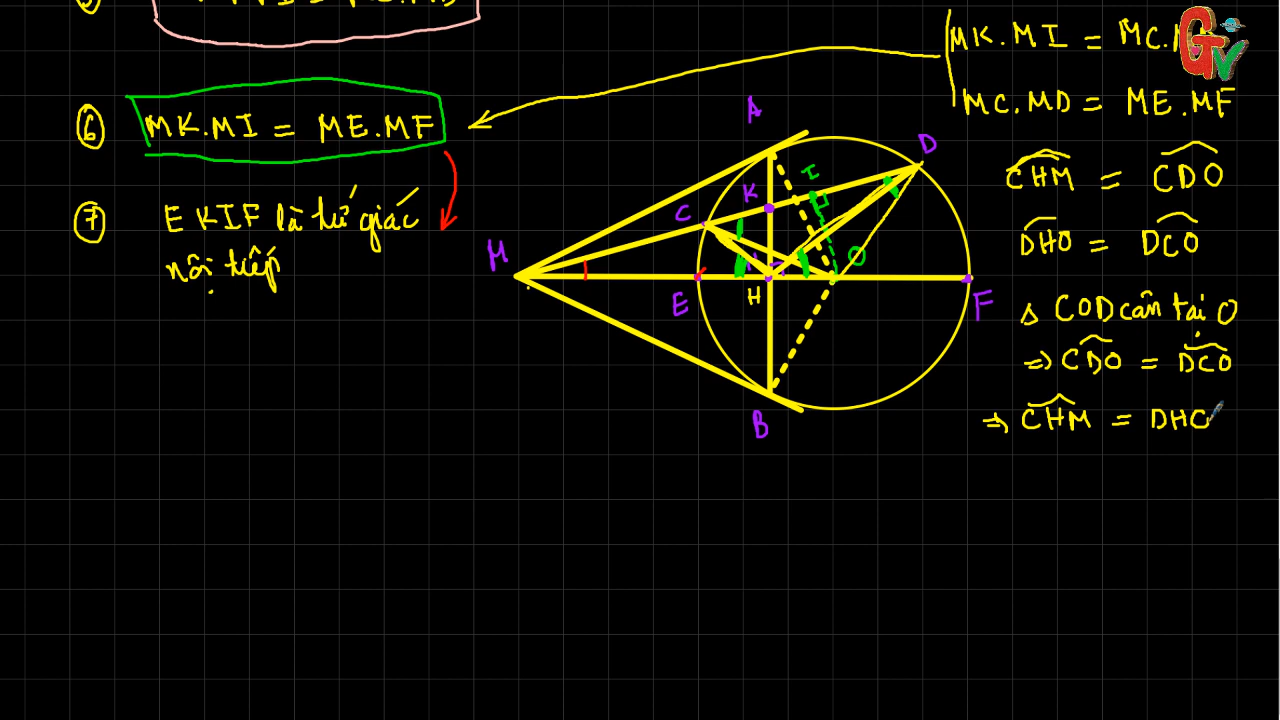 ⑥ MK.MI = ME.MF
⑦ EKIF là tứ giác
nội tiếp
MK.MI = MC.
MC.MD = ME.MF
CHM = CDO
DHO = DCO
Δ COD cân tại O
=> CDO = DCO
=> CHM = DHO
A
D
I
K
C
M
O
E
H
F
B
GTV